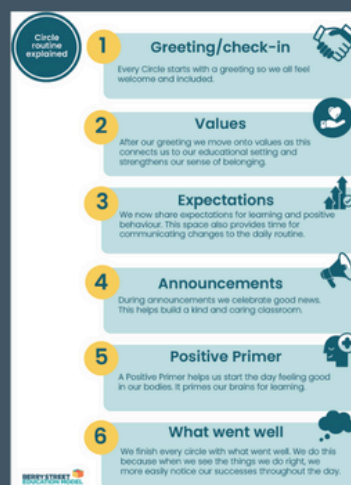 Circle
routine
explained
1
Greeting/check-in
Every Circle starts with a greeting so we all feel
welcome and included.
2
Values
After our greeting we move onto values as this
connects us to our educational setting and
strengthens our sense of belonging.
3
Expectations
We now share expectations for learning and positive
behaviour. This space also provides time for
communicating changes to the daily routine.
4
Announcements
During announcements we celebrate good news.
This helps build a kind and caring classroom.
5
Positive Primer
A Positive Primer helps us start the day feeling good
in our bodies. It primes our brains for learning.
6
What went well
We finish every circle with what went well. We do this
because when we see the things we do right, we
more easily notice our successes throughout the day.
BERRY STREET
EDUCATION MODEL